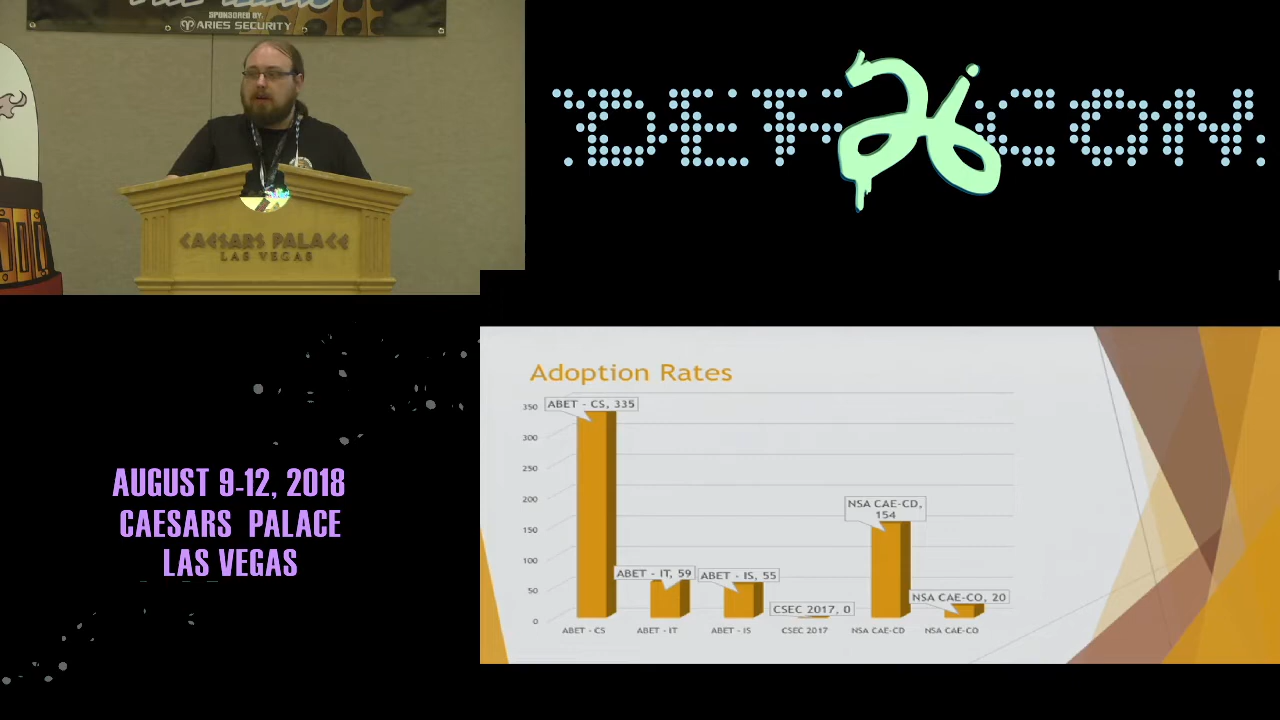 SPONSORED BY:
ARIES SECURITY
CAESARS PALACE
LAS VEGAS
DEF 26 CON
AUGUST 9-12, 2018
CAESARS PALACE
LAS VEGAS
Adoption Rates
350
300
250
200
150
100
50
0
ABET - CS, 335
ABET - IT, 59
ABET - IS, 55
CSEC 2017, 0
NSA CAE-CD,
154
NSA CAE-CO, 20
ABET - CS
ABET - IT
ABET - IS
CSEC 2017
NSA CAE-CD
NSA CAE-CO